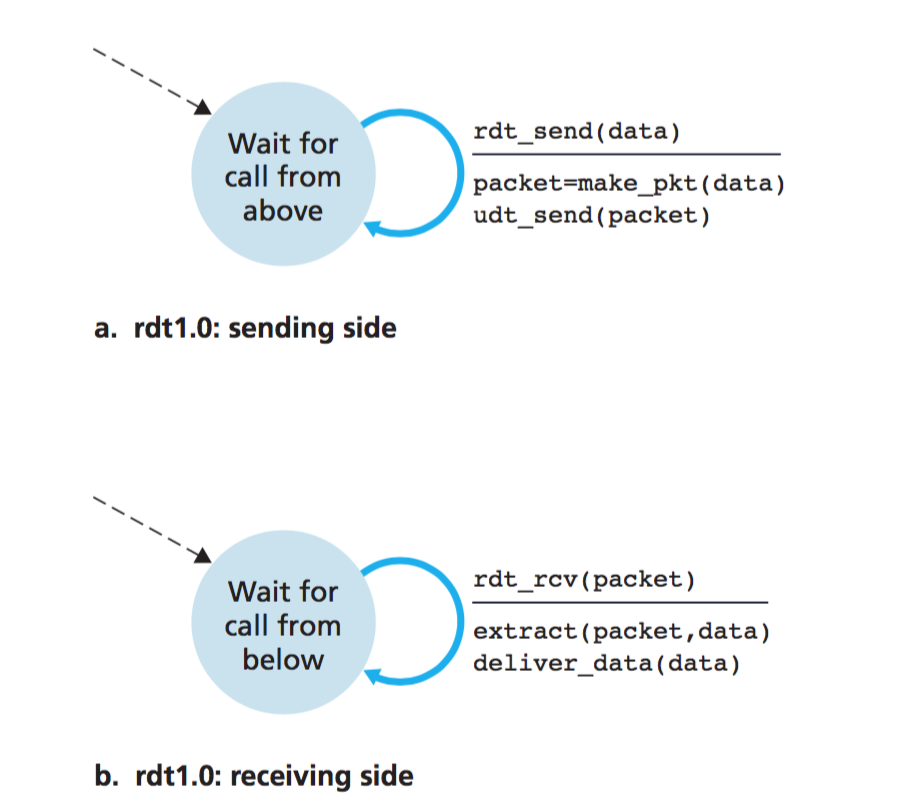 Wait for
call from
above
rdt_send(data)
packet=make_pkt(data)
udt_send(packet)
a. rdt1.0: sending side
Wait for
call from
below
rdt_rcv(packet)
extract(packet,data)
deliver_data(data)
b. rdt1.0: receiving side